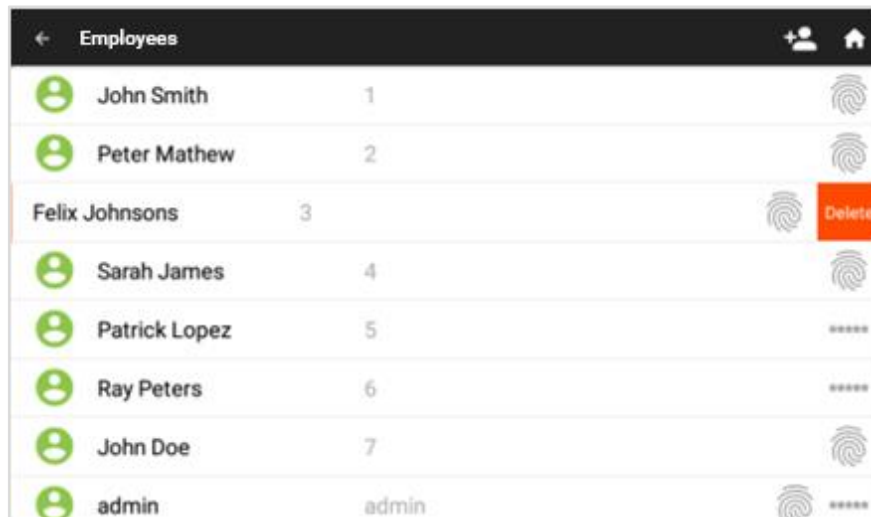 Employees
John Smith 1
Peter Mathew 2
Felix Johnsons 3 Delete
Sarah James 4
Patrick Lopez 5 *****
Ray Peters 6 *****
John Doe 7
admin admin *****